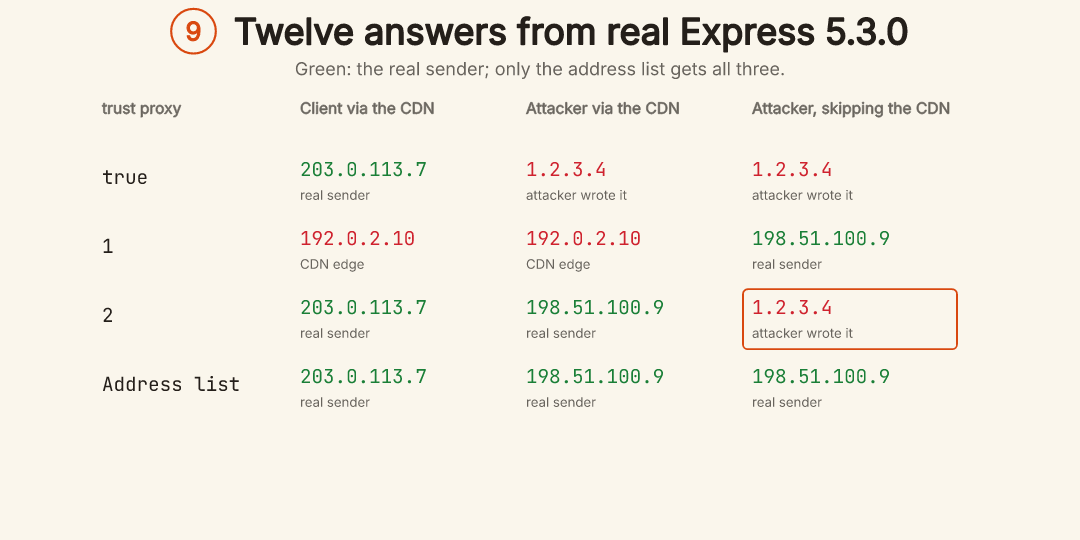 9 Twelve answers from real Express 5.3.0
Green: the real sender; only the address list gets all three.
trust proxy Client via the CDN Attacker via the CDN Attacker, skipping the CDN
true 203.0.113.7 1.2.3.4 1.2.3.4
real sender attacker wrote it attacker wrote it
1 192.0.2.10 192.0.2.10 198.51.100.9
CDN edge CDN edge real sender
2 203.0.113.7 198.51.100.9 1.2.3.4
real sender real sender attacker wrote it
Address list 203.0.113.7 198.51.100.9 198.51.100.9
real sender real sender real sender